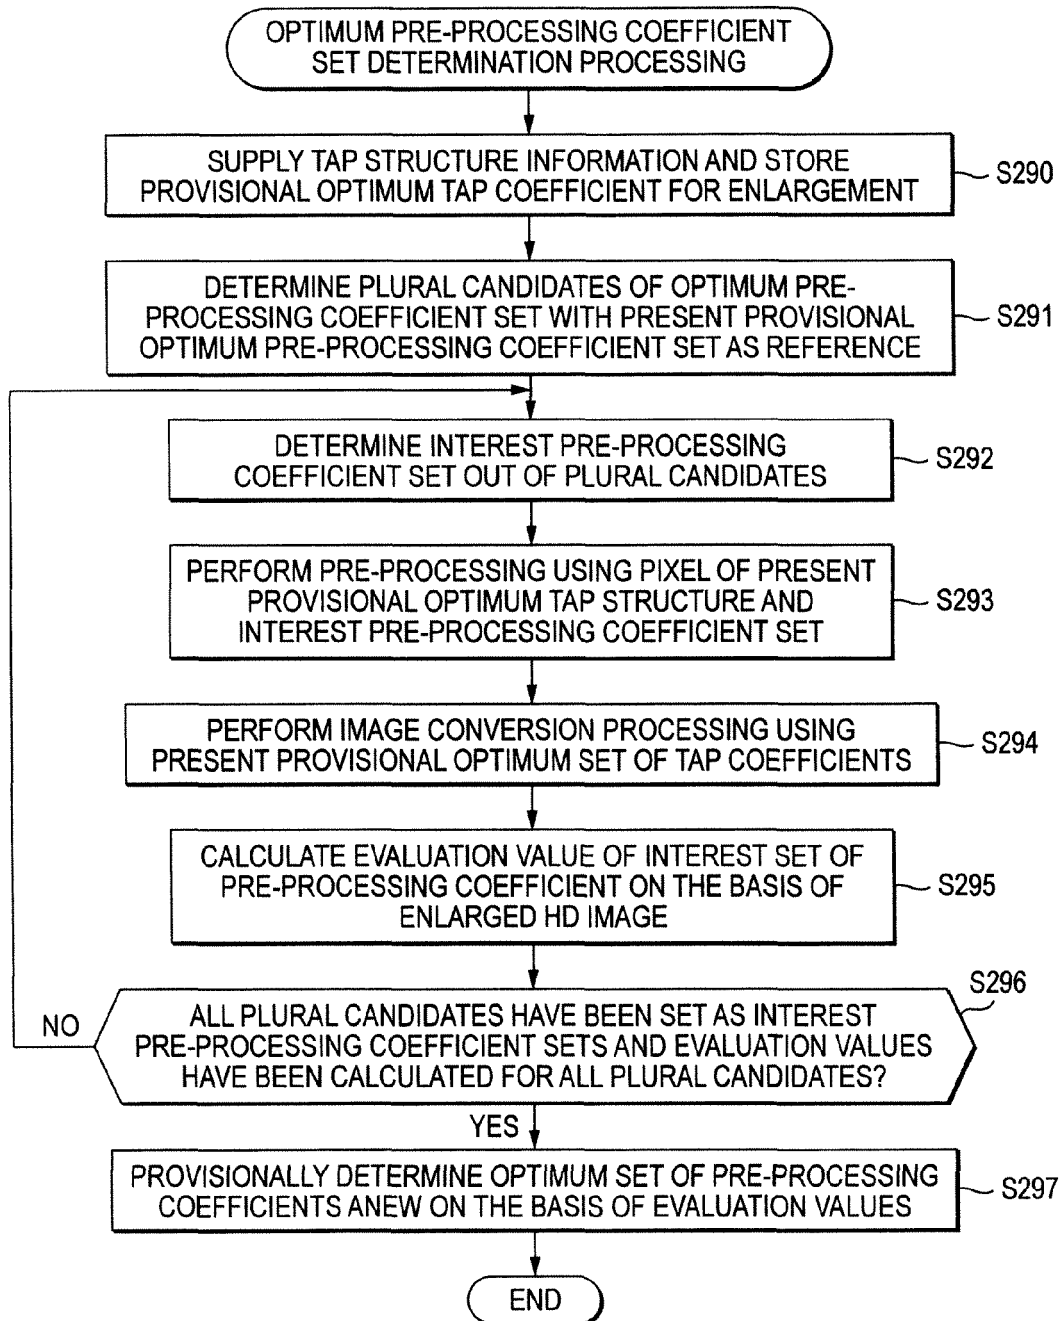 OPTIMUM PRE-PROCESSING COEFFICIENT
SET DETERMINATION PROCESSING
SUPPLY TAP STRUCTURE INFORMATION AND STORE
PROVISIONAL OPTIMUM TAP COEFFICIENT FOR ENLARGEMENT
S290
DETERMINE PLURAL CANDIDATES OF OPTIMUM PRE-
PROCESSING COEFFICIENT SET WITH PRESENT PROVISIONAL
OPTIMUM PRE-PROCESSING COEFFICIENT SET AS REFERENCE
S291
DETERMINE INTEREST PRE-PROCESSING
COEFFICIENT SET OUT OF PLURAL CANDIDATES
S292
PERFORM PRE-PROCESSING USING PIXEL OF PRESENT
PROVISIONAL OPTIMUM TAP STRUCTURE AND
INTEREST PRE-PROCESSING COEFFICIENT SET
S293
PERFORM IMAGE CONVERSION PROCESSING USING
PRESENT PROVISIONAL OPTIMUM SET OF TAP COEFFICIENTS
S294
CALCULATE EVALUATION VALUE OF INTEREST SET OF
PRE-PROCESSING COEFFICIENT ON THE BASIS OF
ENLARGED HD IMAGE
S295
ALL PLURAL CANDIDATES HAVE BEEN SET AS INTEREST
PRE-PROCESSING COEFFICIENT SETS AND EVALUATION VALUES
HAVE BEEN CALCULATED FOR ALL PLURAL CANDIDATES?
S296
NO
YES
PROVISIONALLY DETERMINE OPTIMUM SET OF PRE-PROCESSING
COEFFICIENTS ANEW ON THE BASIS OF EVALUATION VALUES
S297
END